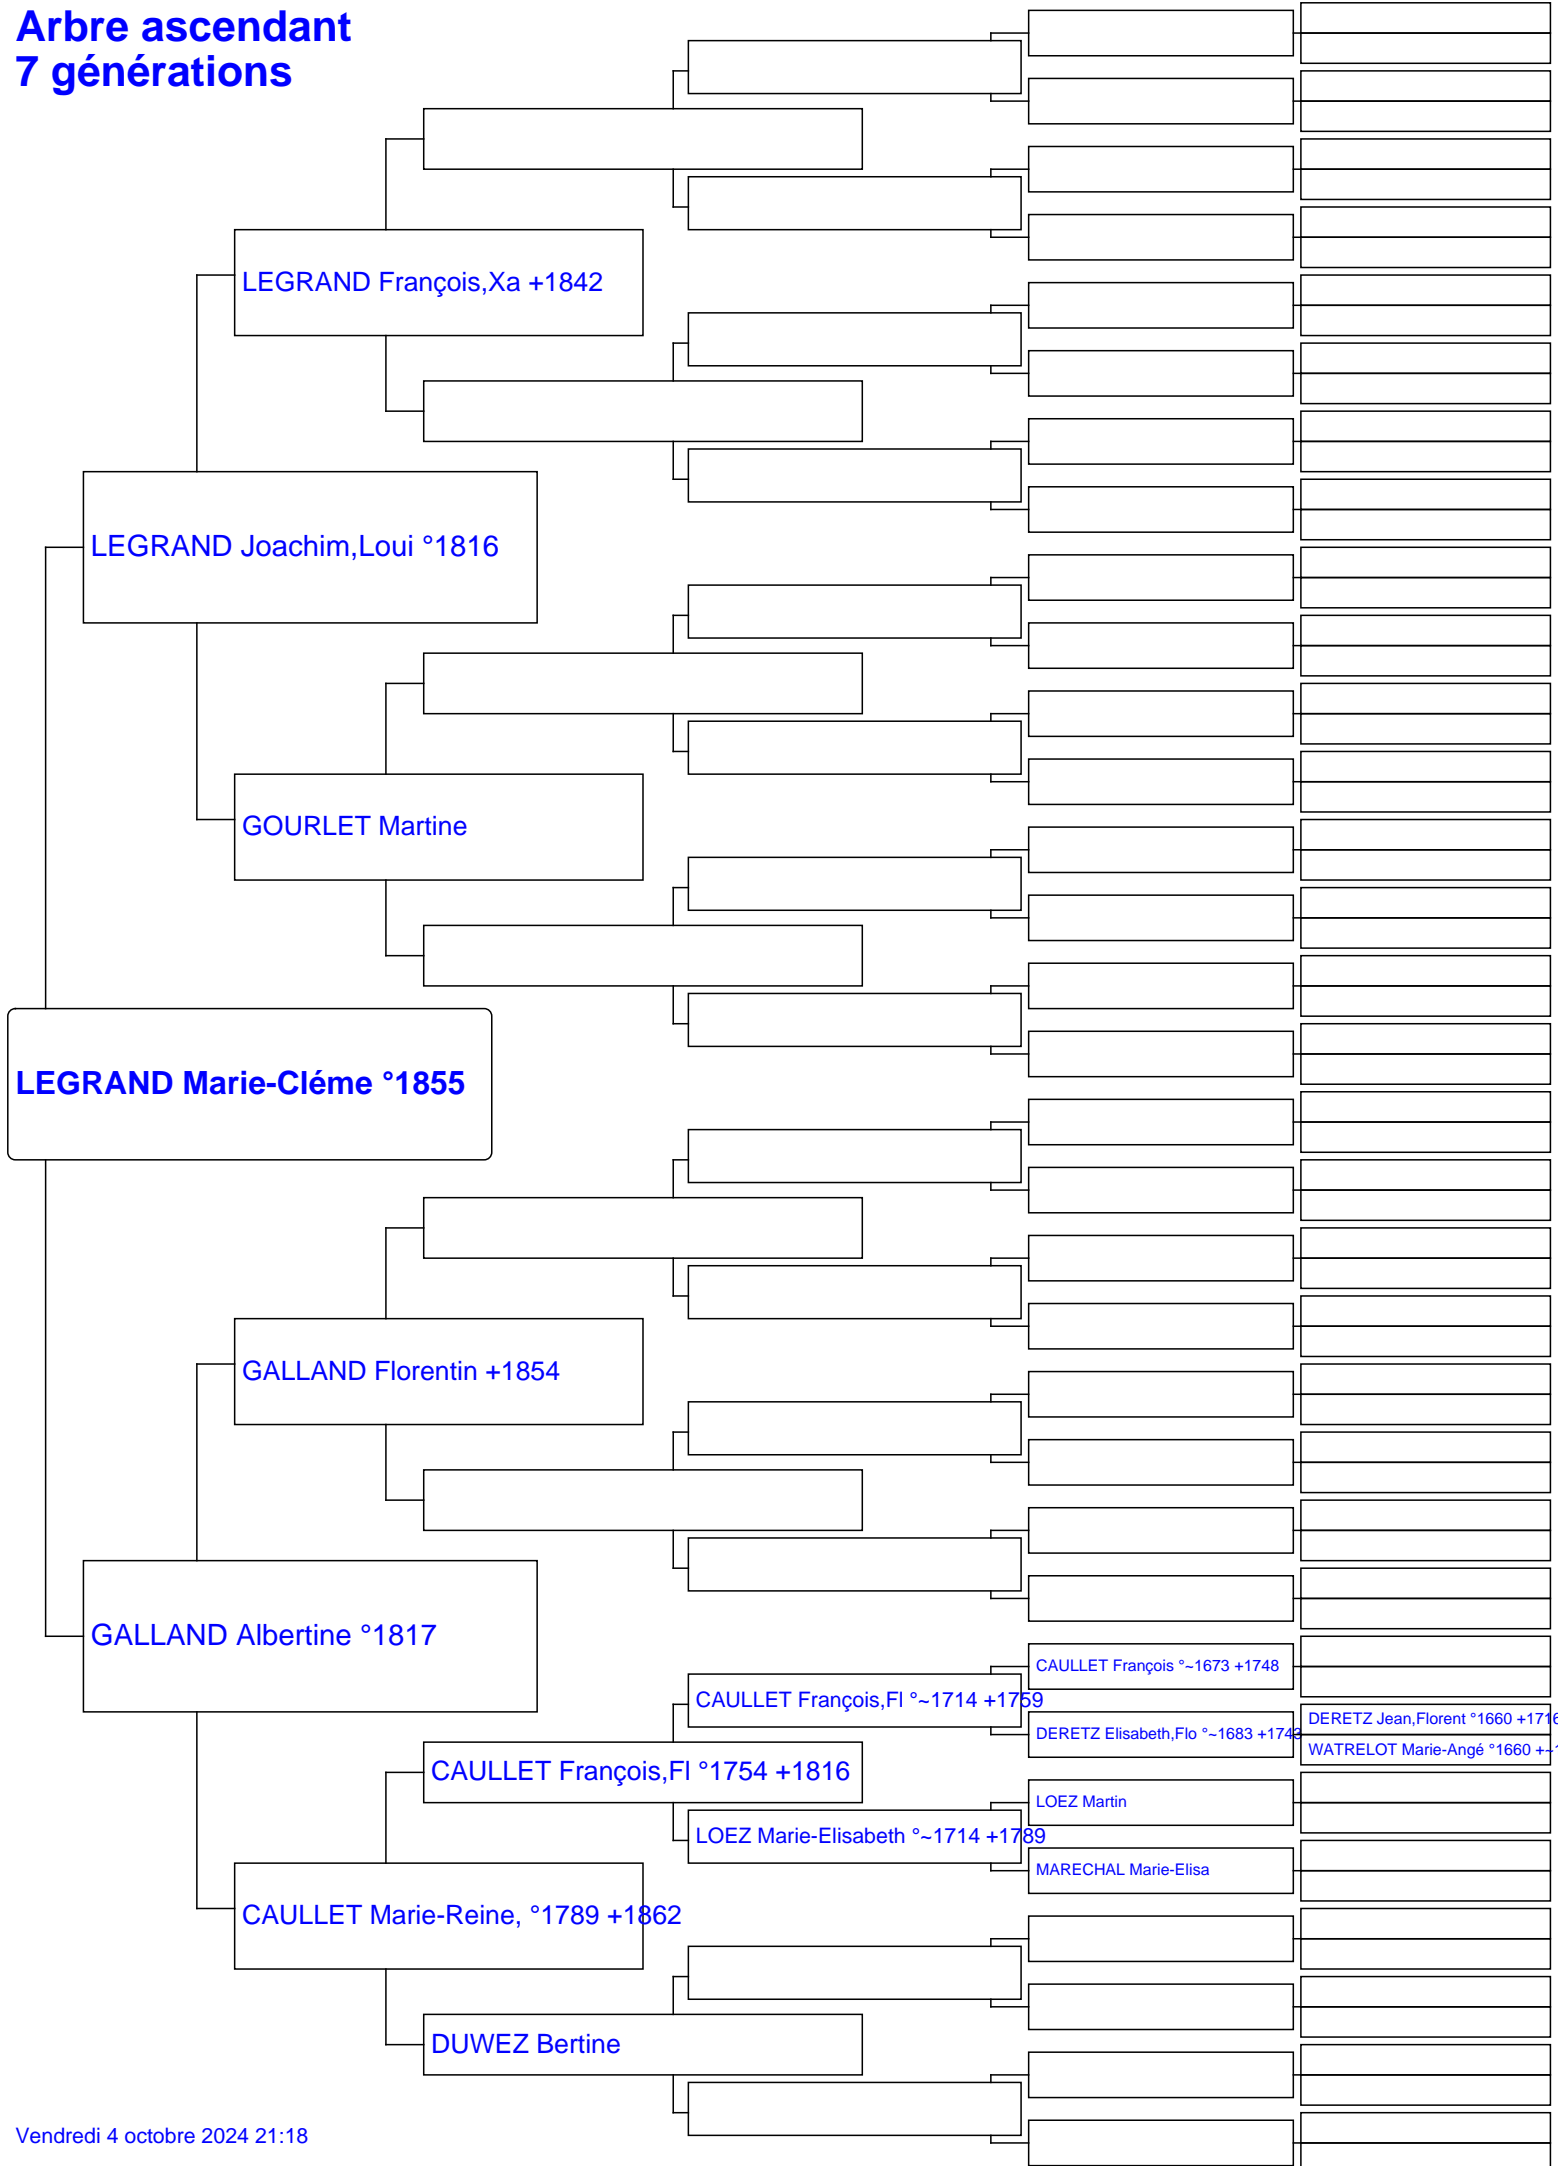 Arbre ascendant
7 générations
LEGRAND François,Xa +1842
LEGRAND Joachim,Loui °1816
GOURLET Martine
LEGRAND Marie-Cléme °1855
GALLAND Florentin +1854
GALLAND Albertine °1817
CAULLET François °~1673 +1748
CAULLET François,Fl °~1714 +1759
DERETZ Jean,Florent °1660 +1716
DERETZ Elisabeth,Flo °~1683 +1743
WATRELOT Marie-Angé °1660 +~1
CAULLET François,Fl °1754 +1816
LOEZ Martin
LOEZ Marie-Elisabeth °~1714 +1789
MARECHAL Marie-Elisa
CAULLET Marie-Reine, °1789 +1862
DUWEZ Bertine
Vendredi 4 octobre 2024 21:18